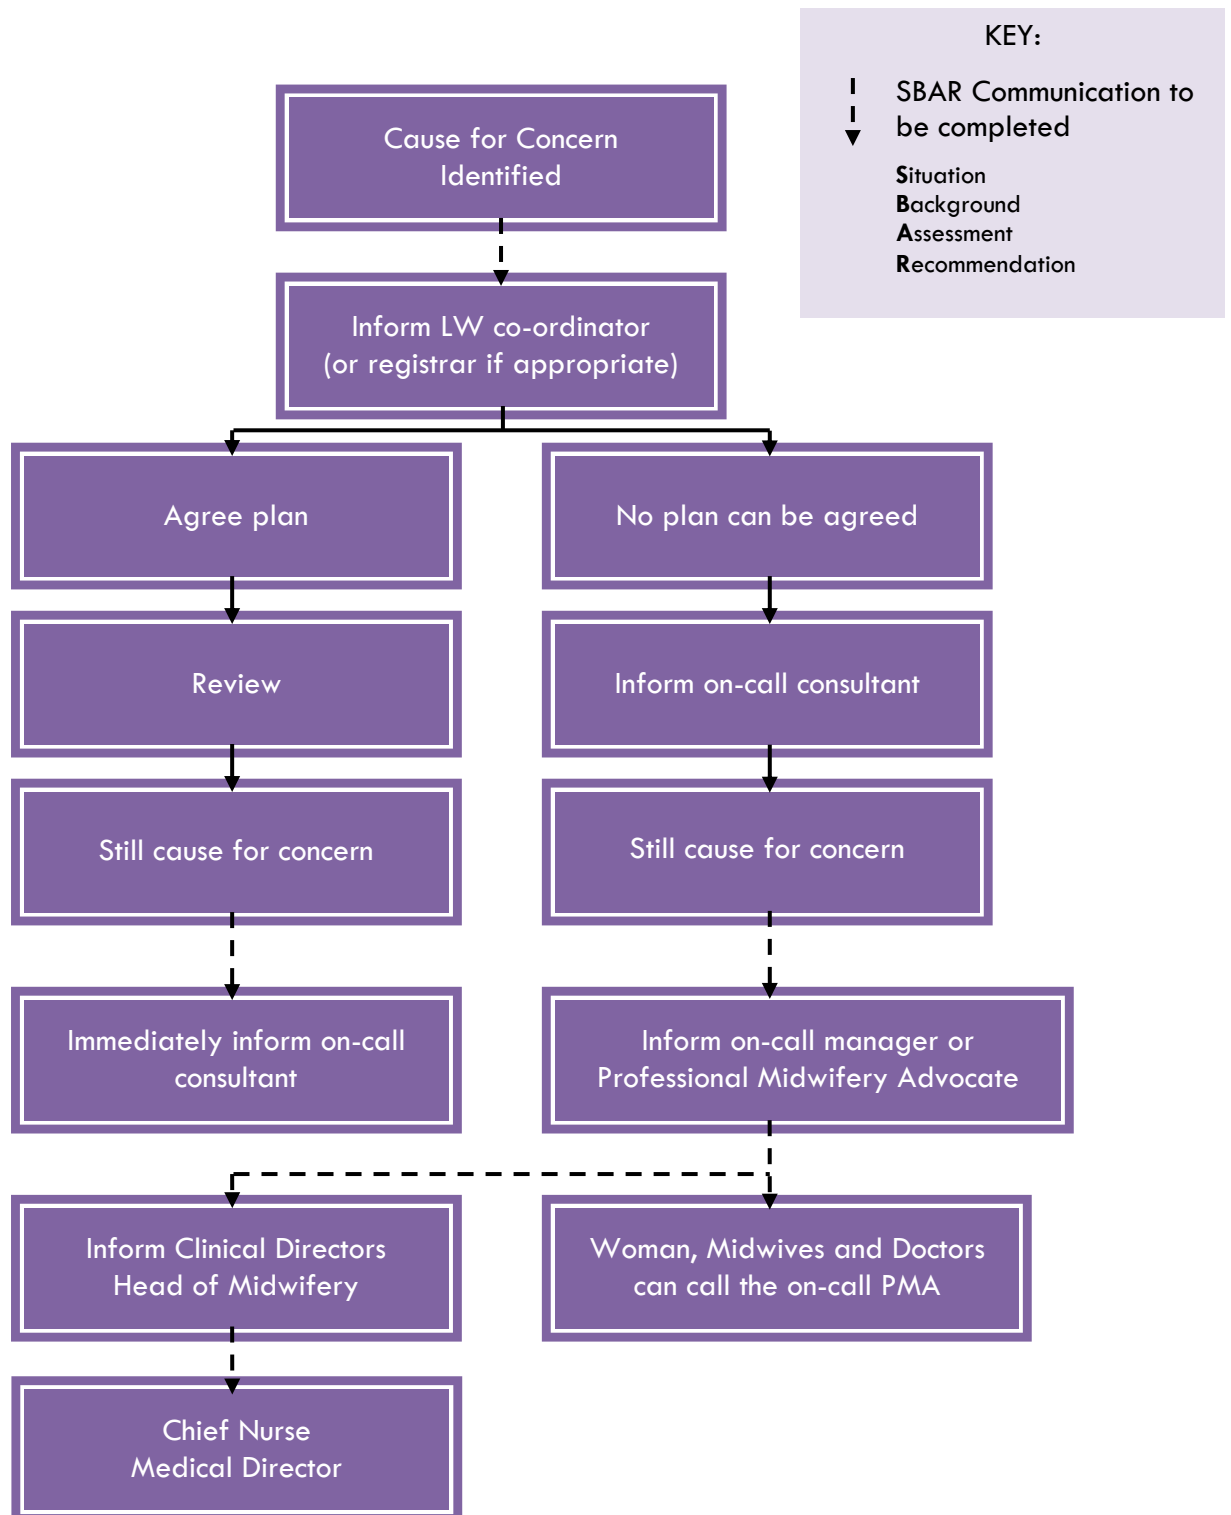 KEY:
SBAR Communication to
be completed
Situation
Background
Assessment
Recommendation
Cause for Concern
Identified
Inform LW co-ordinator
(or registrar if appropriate)
Agree plan
No plan can be agreed
Review
Inform on-call consultant
Still cause for concern
Still cause for concern
Immediately inform on-call
consultant
Inform on-call manager or
Professional Midwifery Advocate
Inform Clinical Directors
Head of Midwifery
Woman, Midwives and Doctors
can call the on-call PMA
Chief Nurse
Medical Director